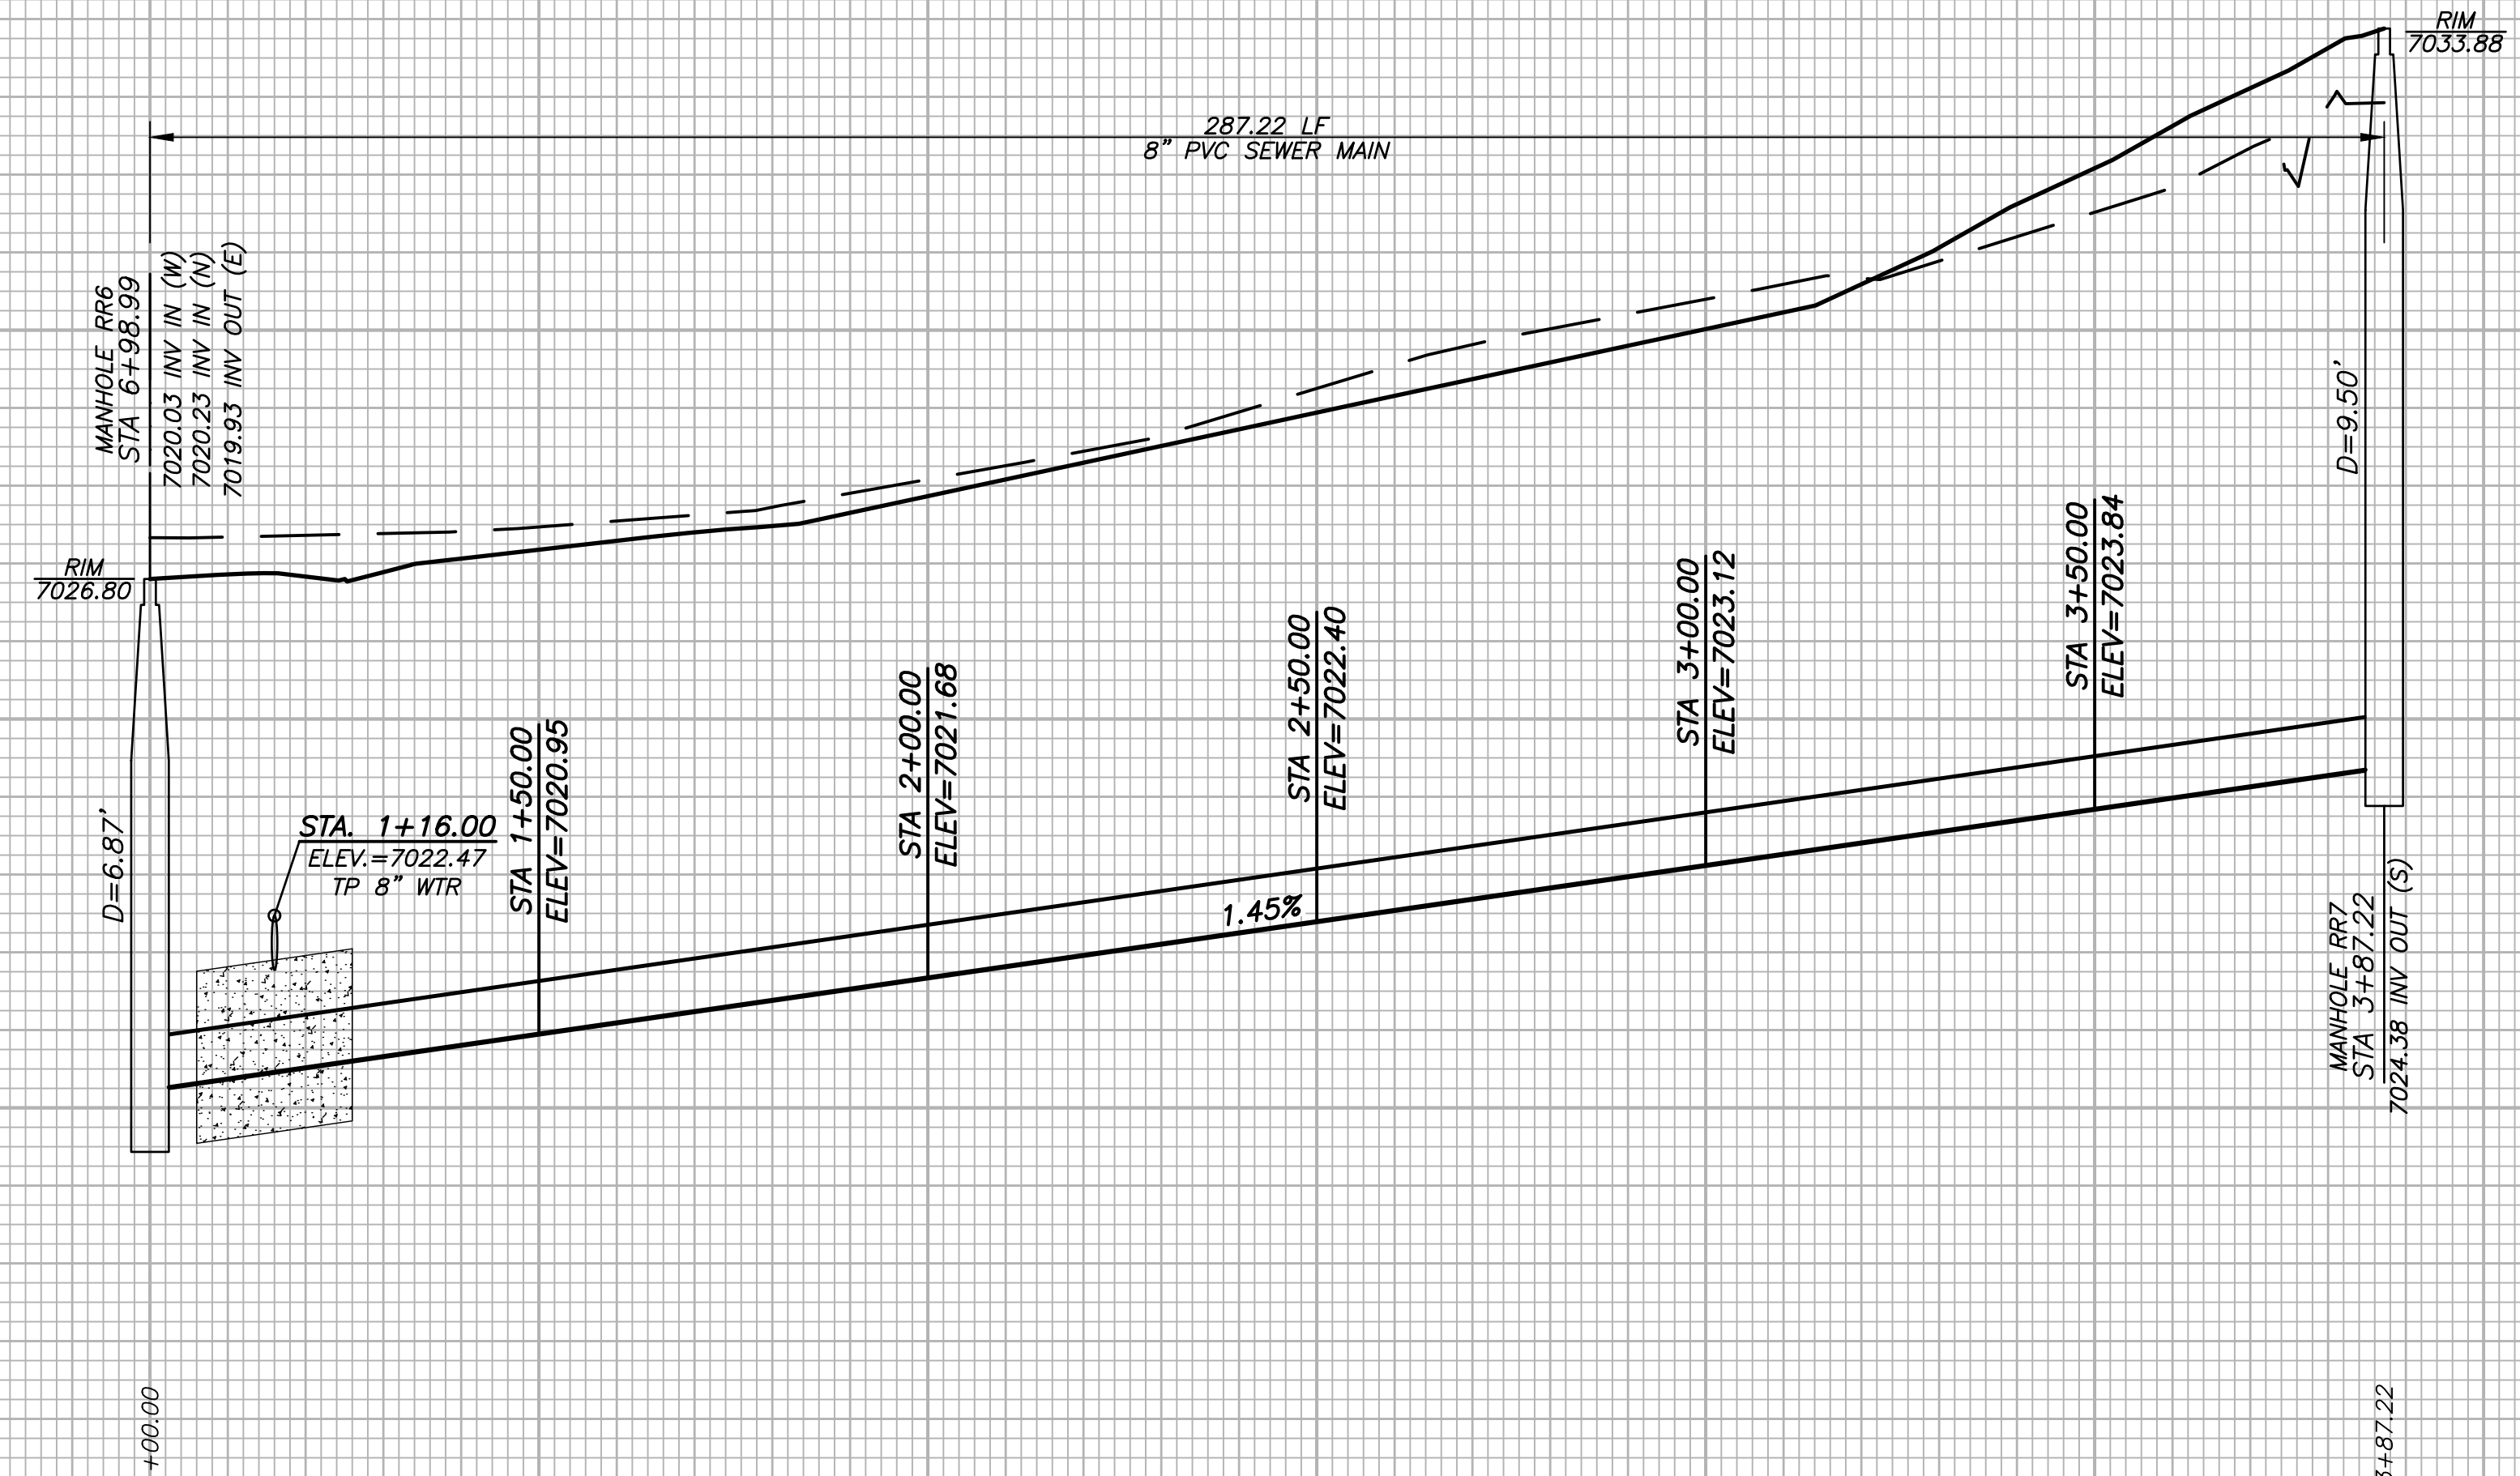 RIM
7033.88
287.22 LF
8" PVC SEWER MAIN
MANHOLE RR6
STA 6+98.99
7020.03 INV IN (W)
7020.23 INV IN (N)
7019.93 INV OUT (E)
RIM
7026.80
D=6.87'
STA. 1+16.00
ELEV.=7022.47
TP 8" WTR
STA 1+50.00
ELEV=7020.95
STA 2+00.00
ELEV=7021.68
1.45%
STA 2+50.00
ELEV=7022.40
STA 3+00.00
ELEV=7023.12
STA 3+50.00
ELEV=7023.84
D=9.50'
MANHOLE RR7
STA 3+87.22
7024.38 INV OUT (S)
+00.00
3+87.22